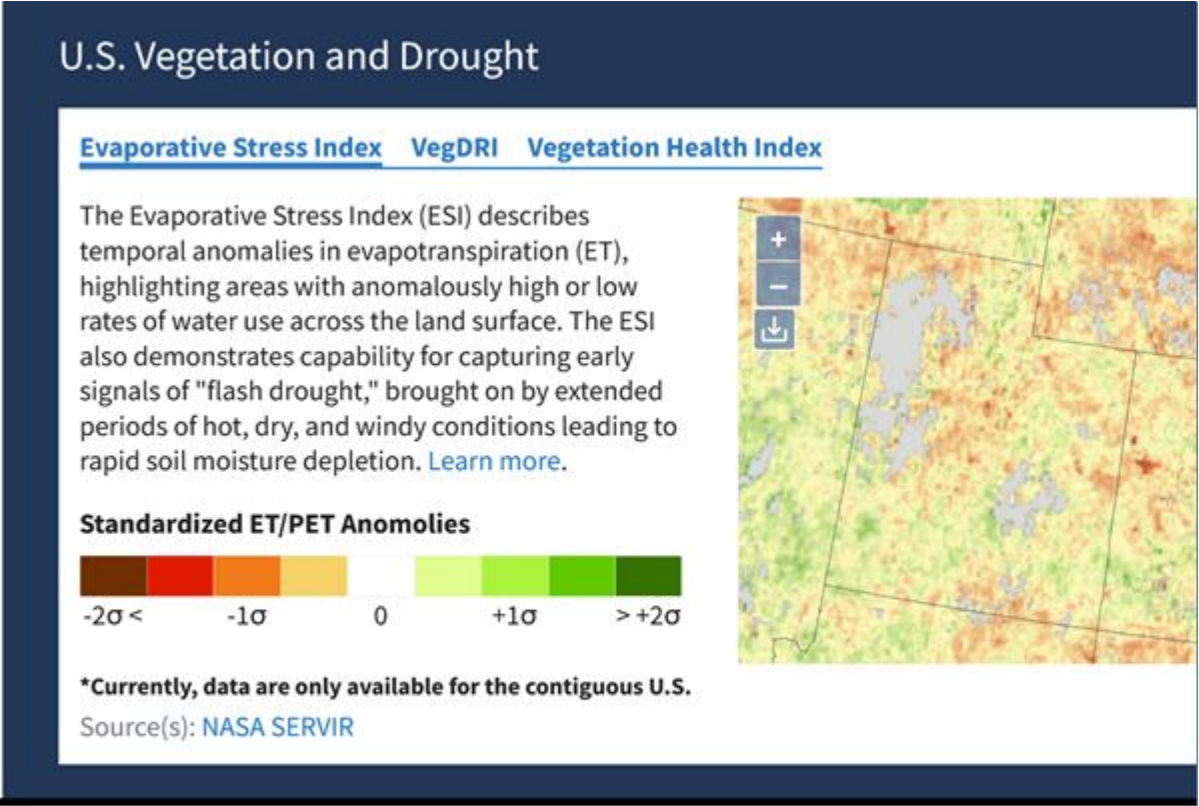 U.S. Vegetation and Drought
Evaporative Stress Index VegDRI Vegetation Health Index
The Evaporative Stress Index (ESI) describes
temporal anomalies in evapotranspiration (ET),
highlighting areas with anomalously high or low
rates of water use across the land surface. The ESI
also demonstrates capability for capturing early
signals of "flash drought," brought on by extended
periods of hot, dry, and windy conditions leading to
rapid soil moisture depletion. Learn more.
Standardized ET/PET Anomolies
-2σ < -1σ 0 +1σ > +2σ
*Currently, data are only available for the contiguous U.S.
Source(s): NASA SERVIR
+
−